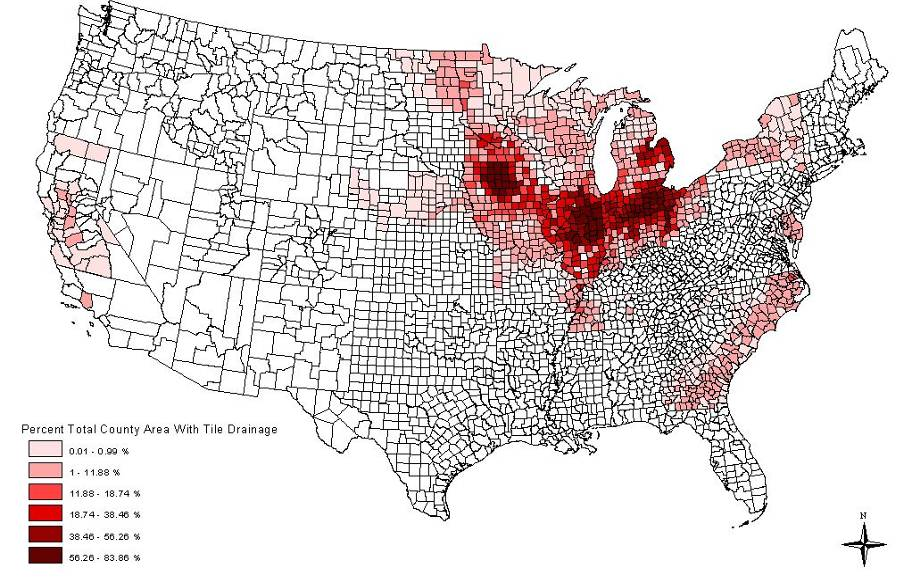 Percent Total County Area With Tile Drainage
0.01 - 0.99 %
1 - 11.88 %
11.88 - 18.74 %
18.74 - 38.46 %
38.46 - 56.26 %
56.26 - 83.86 %
N